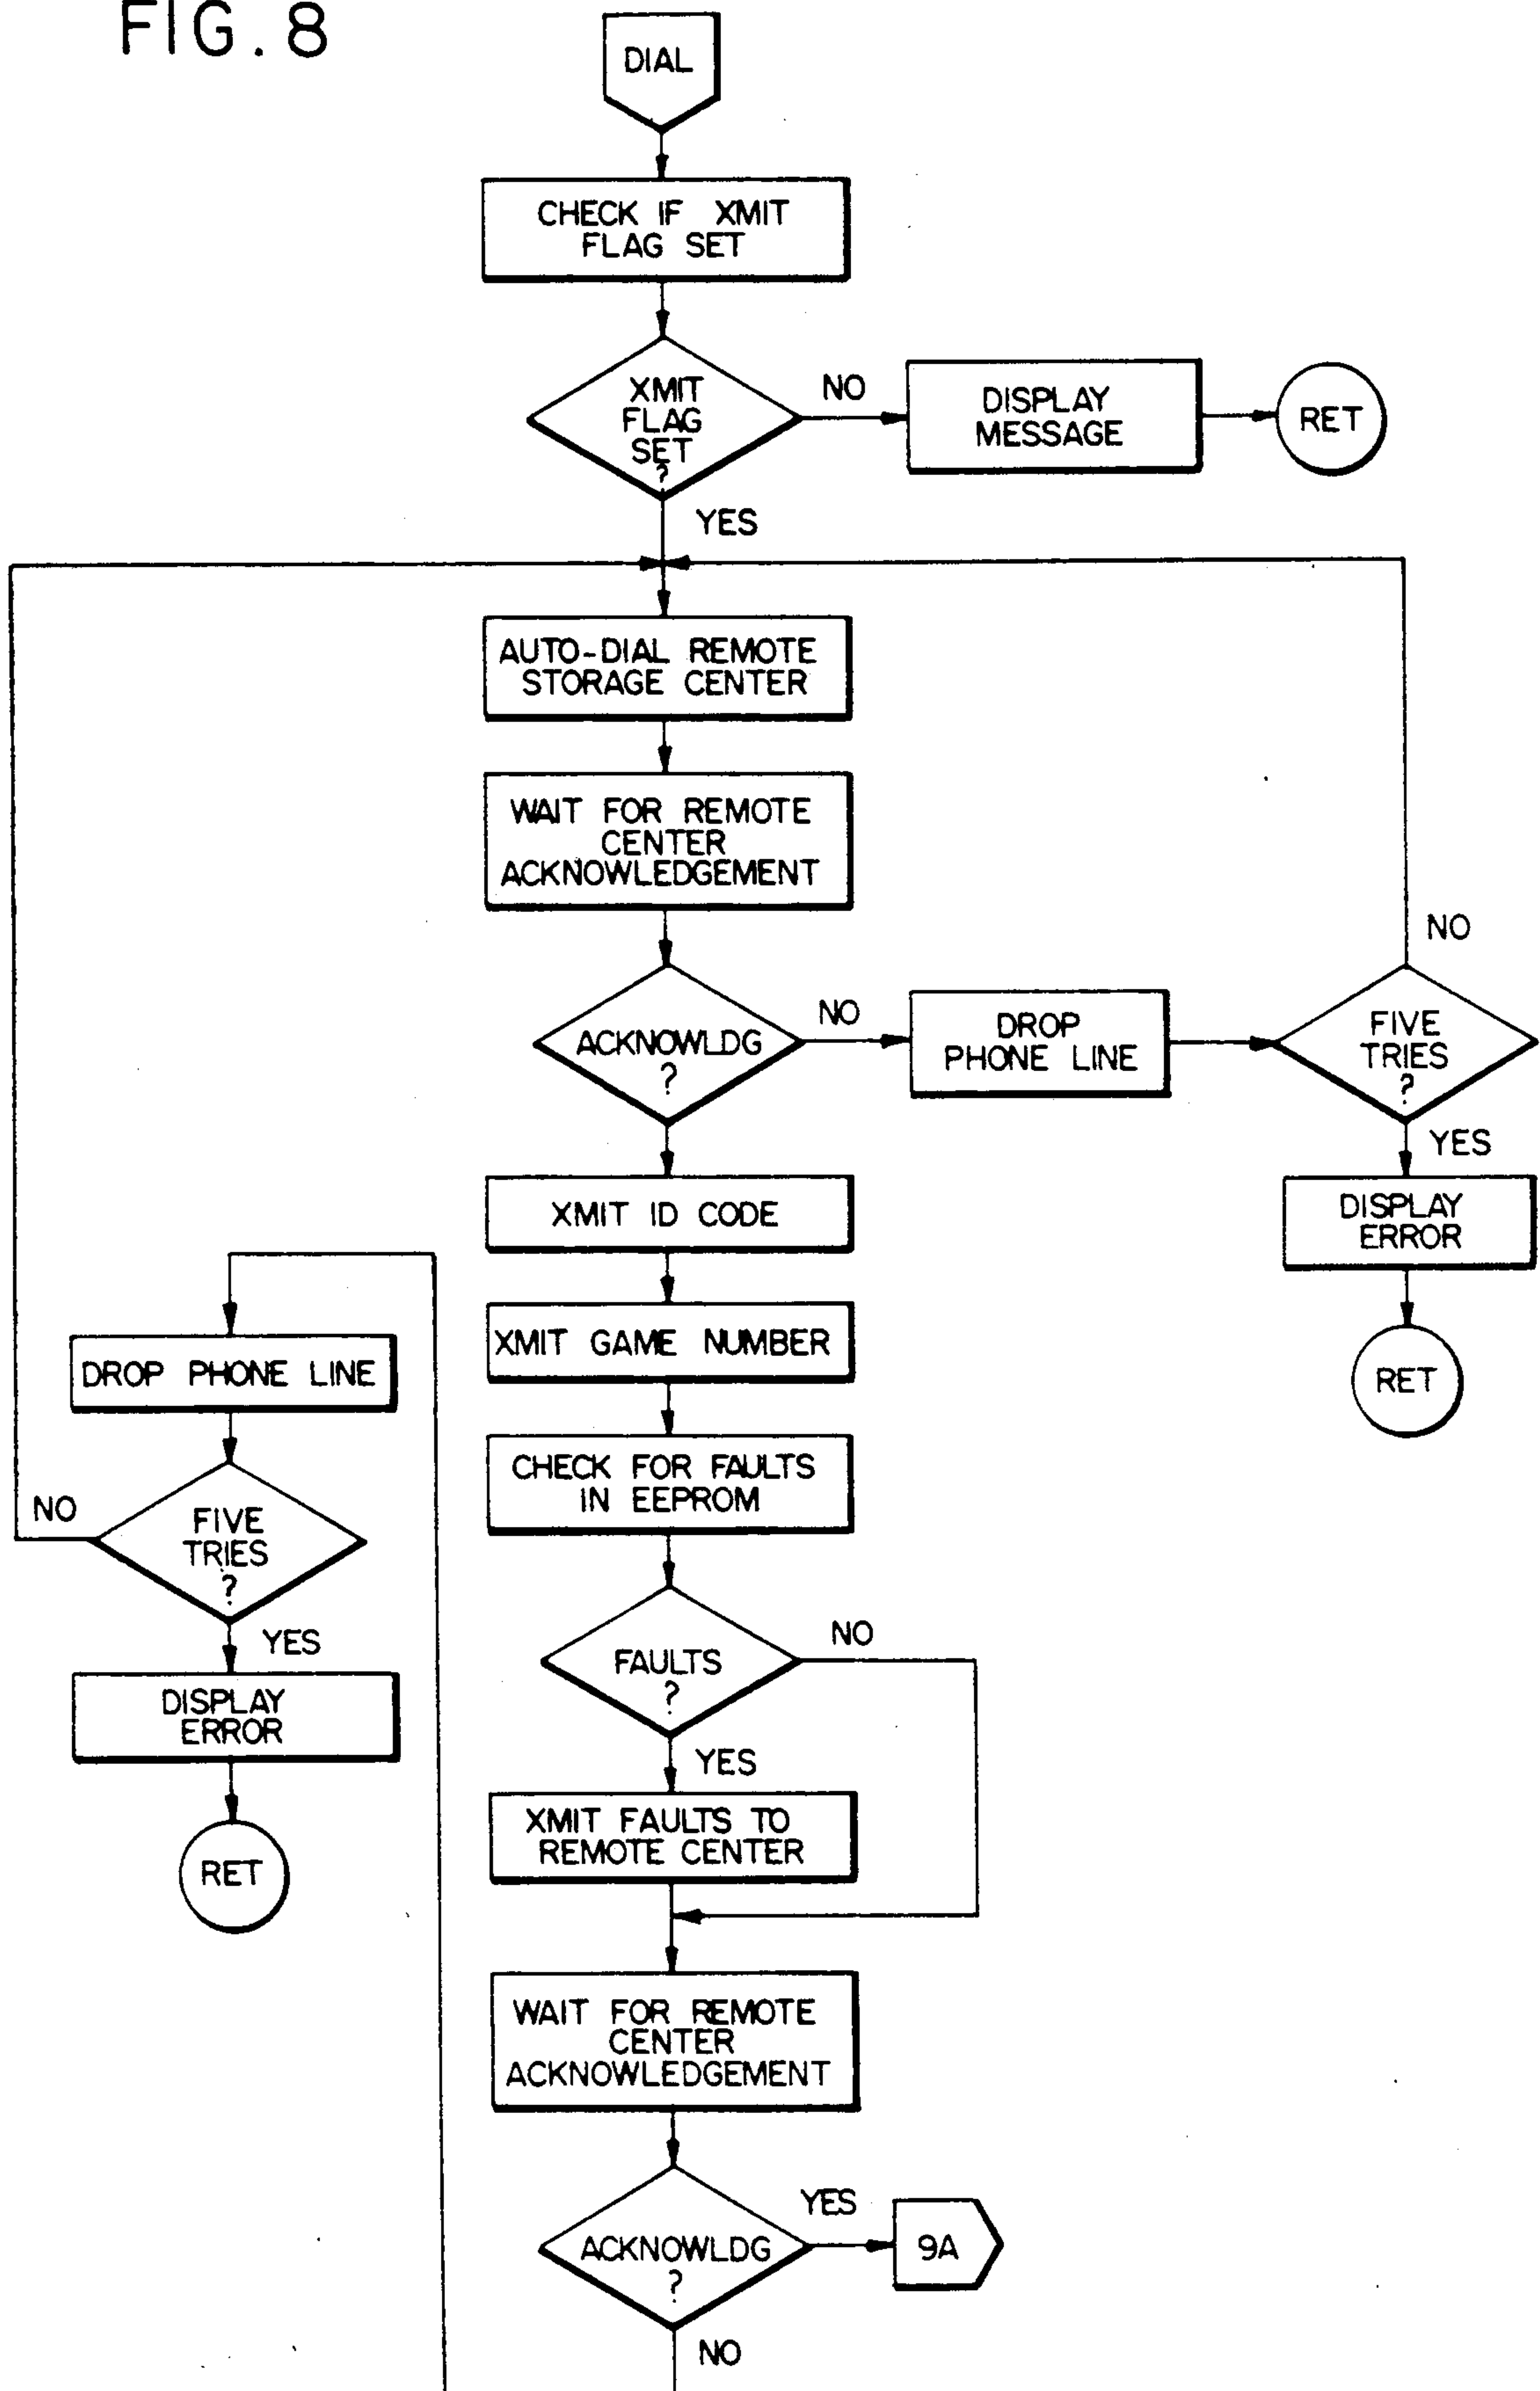 FIG. 8
DIAL
CHECK IF XMIT
FLAG SET
XMIT
FLAG
SET
?
NO
DISPLAY
MESSAGE
RET
YES
AUTO-DIAL REMOTE
STORAGE CENTER
WAIT FOR REMOTE
CENTER
ACKNOWLEDGEMENT
ACKNOWLDG
?
NO
DROP
PHONE LINE
FIVE
TRIES
?
NO
YES
DISPLAY
ERROR
RET
XMIT ID CODE
XMIT GAME NUMBER
CHECK FOR FAULTS
IN EEPROM
FAULTS
?
NO
YES
XMIT FAULTS TO
REMOTE CENTER
WAIT FOR REMOTE
CENTER
ACKNOWLEDGEMENT
ACKNOWLDG
?
YES
9A
NO
DROP PHONE LINE
FIVE
TRIES
?
NO
YES
DISPLAY
ERROR
RET